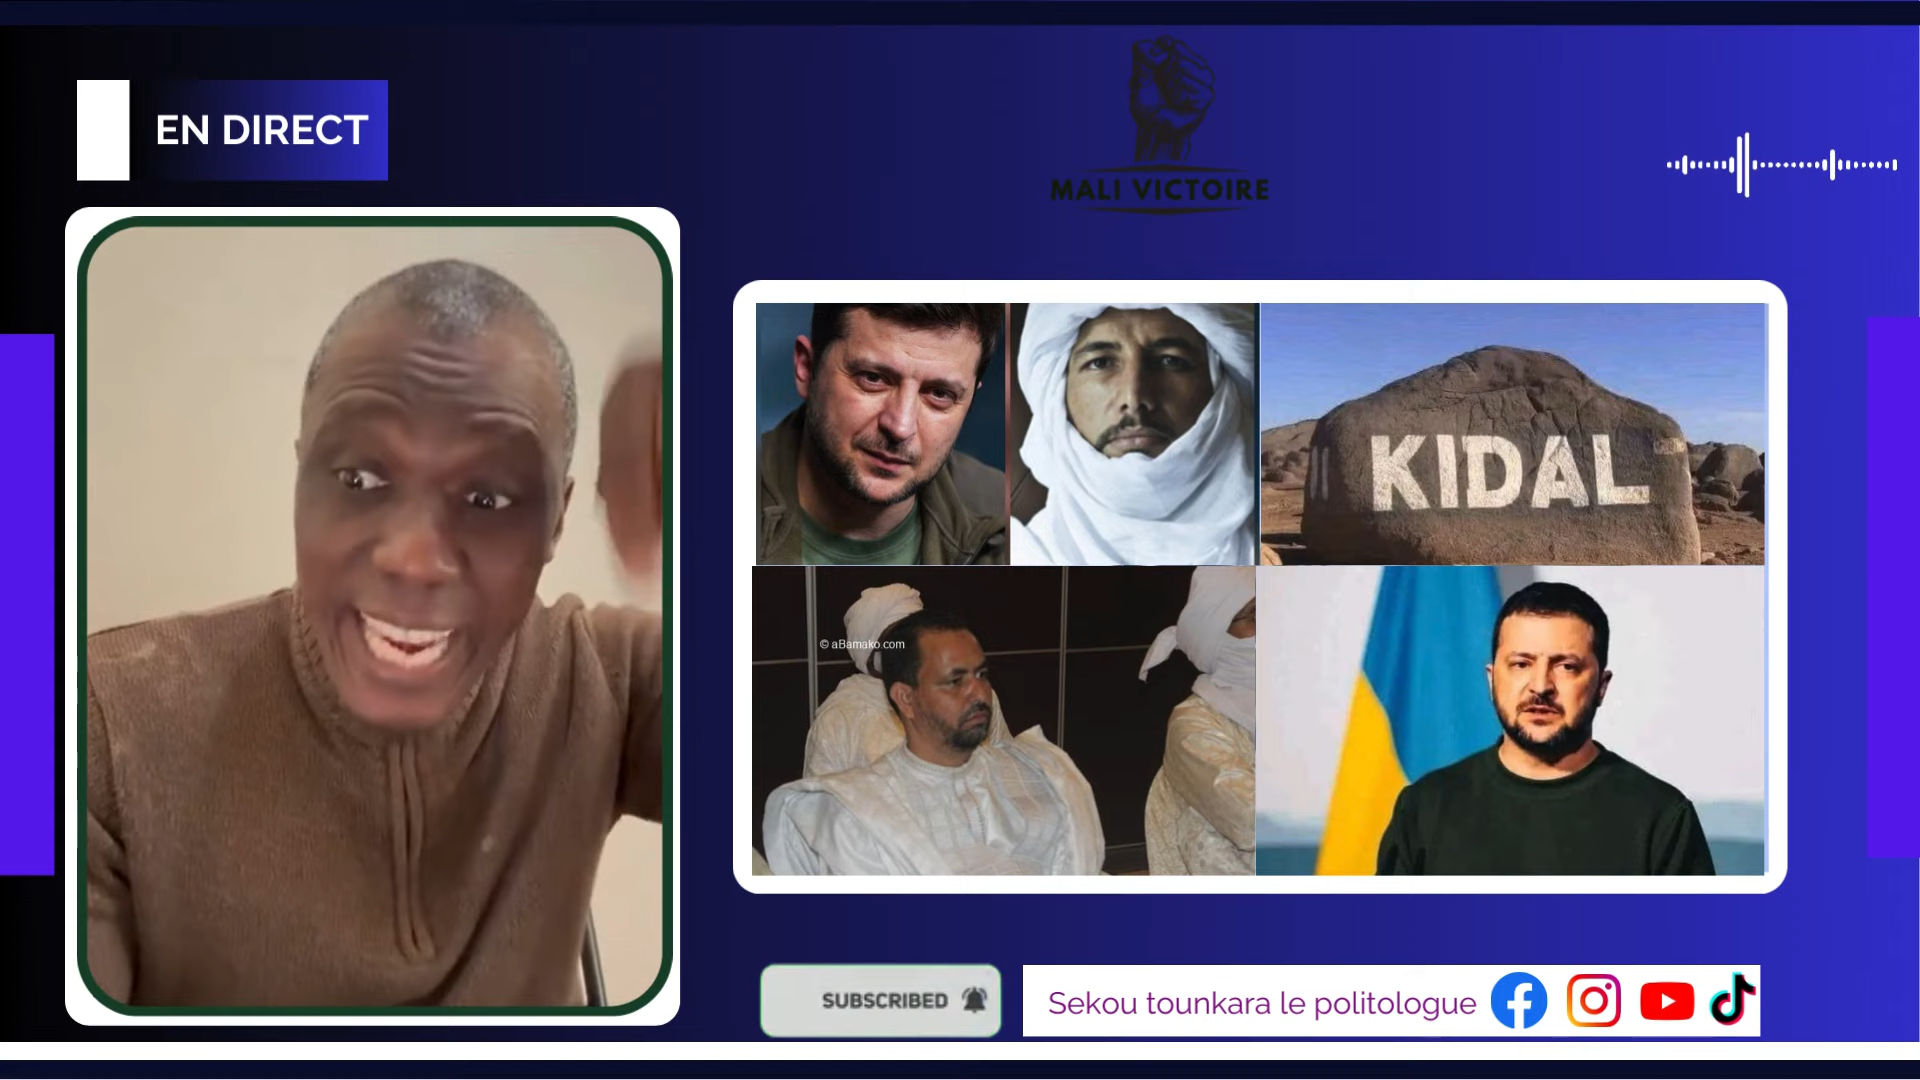 EN DIRECT
MALI VICTOIRE
KIDAL
© aBamako.com
SUBSCRIBED
Sekou tounkara le politologue